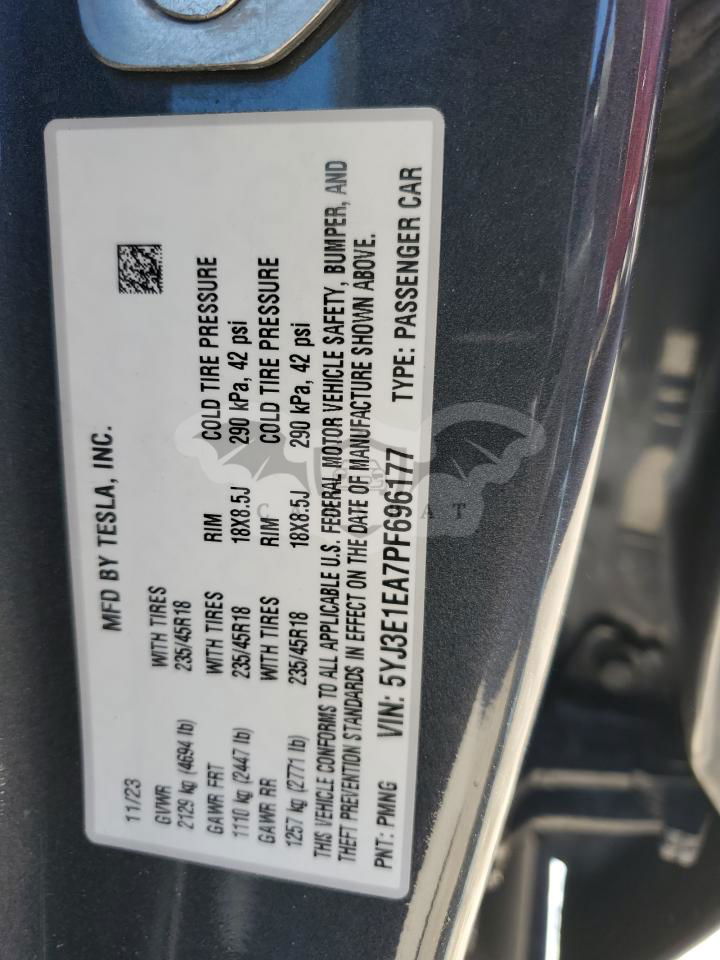 MFD BY TESLA, INC.
11/23
GVWR WITH TIRES
2129 kg (4694 lb) 235/45R18
GAWR FRT WITH TIRES RIM COLD TIRE PRESSURE
1110 kg (2447 lb) 235/45R18 18X8.5J 290 kPa, 42 psi
GAWR RR WITH TIRES RIM COLD TIRE PRESSURE
1257 kg (2771 lb) 235/45R18 18X8.5J 290 kPa, 42 psi
THIS VEHICLE CONFORMS TO ALL APPLICABLE U.S. FEDERAL MOTOR VEHICLE SAFETY, BUMPER, AND
THEFT PREVENTION STANDARDS IN EFFECT ON THE DATE OF MANUFACTURE SHOWN ABOVE.
PNT: PMNG VIN: 5YJ3E1EA7PF696177 TYPE: PASSENGER CAR